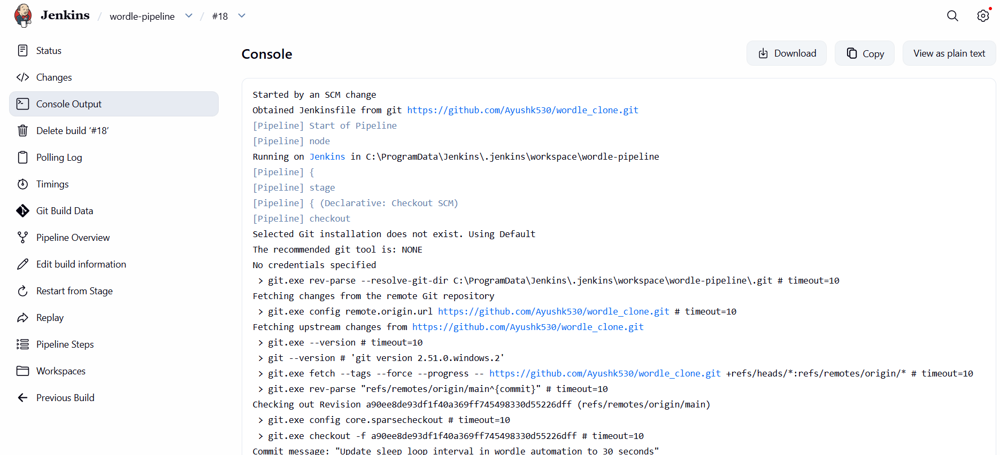 Jenkins / wordle-pipeline / #18
Status
Changes
Console Output
Delete build ‘#18’
Polling Log
Timings
Git Build Data
Pipeline Overview
Edit build information
Restart from Stage
Replay
Pipeline Steps
Workspaces
Previous Build
Console
Download
Copy
View as plain text
Started by an SCM change
Obtained Jenkinsfile from git https://github.com/Ayushk530/wordle_clone.git
[Pipeline] Start of Pipeline
[Pipeline] node
Running on Jenkins in C:\ProgramData\Jenkins\.jenkins\workspace\wordle-pipeline
[Pipeline] {
[Pipeline] stage
[Pipeline] { (Declarative: Checkout SCM)
[Pipeline] checkout
Selected Git installation does not exist. Using Default
The recommended git tool is: NONE
No credentials specified
 > git.exe rev-parse --resolve-git-dir C:\ProgramData\Jenkins\.jenkins\workspace\wordle-pipeline\.git # timeout=10
Fetching changes from the remote Git repository
 > git.exe config remote.origin.url https://github.com/Ayushk530/wordle_clone.git # timeout=10
Fetching upstream changes from https://github.com/Ayushk530/wordle_clone.git
 > git.exe --version # timeout=10
 > git --version # 'git version 2.51.0.windows.2'
 > git.exe fetch --tags --force --progress -- https://github.com/Ayushk530/wordle_clone.git +refs/heads/*:refs/remotes/origin/* # timeout=10
 > git.exe rev-parse "refs/remotes/origin/main^{commit}" # timeout=10
Checking out Revision a90ee8de93df1f40a369ff745498330d55226dff (refs/remotes/origin/main)
 > git.exe config core.sparsecheckout # timeout=10
 > git.exe checkout -f a90ee8de93df1f40a369ff745498330d55226dff # timeout=10
Commit message: "Update sleep loop interval in wordle automation to 30 seconds"